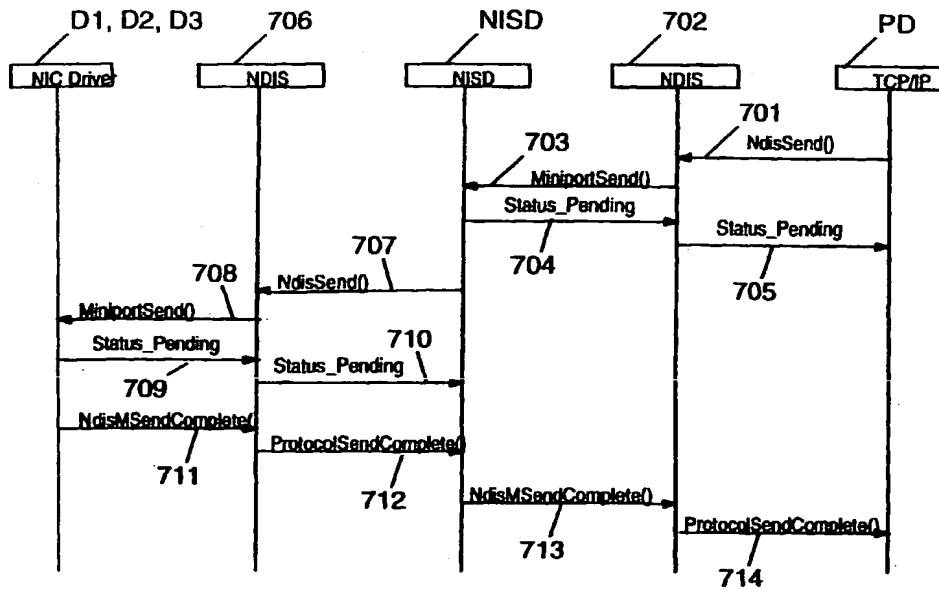 D1, D2, D3 706 NISD 702 PD
NIC Driver NDIS NISD NDIS TCP/IP
701
NdisSend()
703
MiniportSend()
Status_Pending
704
Status_Pending
705
707
NdisSend()
708
MiniportSend()
Status_Pending
709
710
Status_Pending
NdisMSendComplete()
711
ProtocolSendComplete()
712
NdisMSendComplete()
713
ProtocolSendComplete()
714